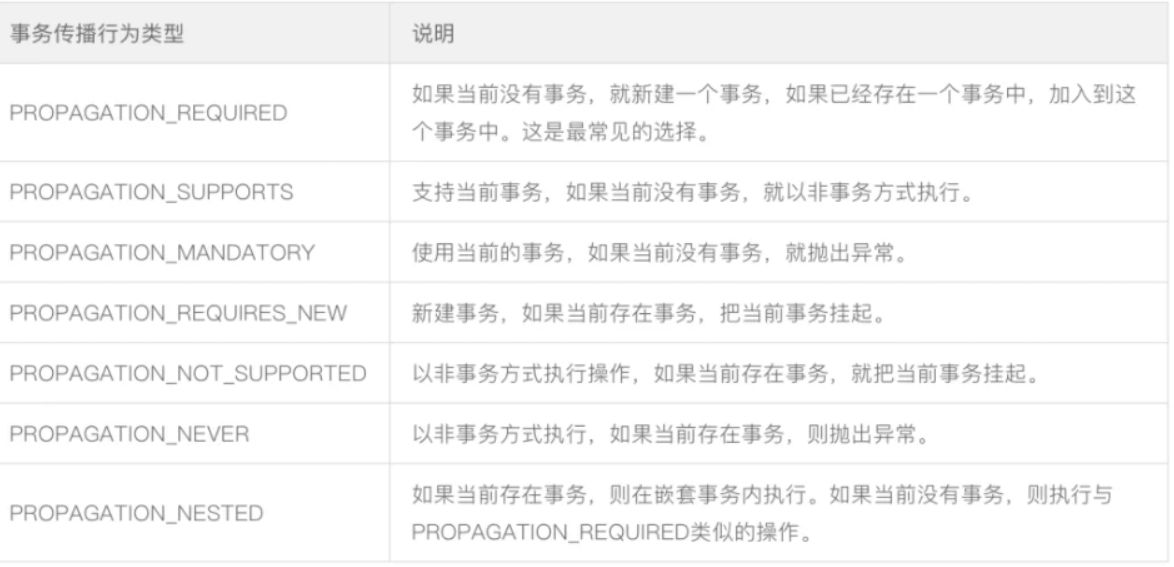 事务传播行为类型 说明
PROPAGATION_REQUIRED 如果当前没有事务，就新建一个事务，如果已经存在一个事务中，加入到这
个事务中。这是最常见的选择。
PROPAGATION_SUPPORTS 支持当前事务，如果当前没有事务，就以非事务方式执行。
PROPAGATION_MANDATORY 使用当前的事务，如果当前没有事务，就抛出异常。
PROPAGATION_REQUIRES_NEW 新建事务，如果当前存在事务，把当前事务挂起。
PROPAGATION_NOT_SUPPORTED 以非事务方式执行操作，如果当前存在事务，就把当前事务挂起。
PROPAGATION_NEVER 以非事务方式执行，如果当前存在事务，则抛出异常。
PROPAGATION_NESTED 如果当前存在事务，则在嵌套事务内执行。如果当前没有事务，则执行与
PROPAGATION_REQUIRED类似的操作。